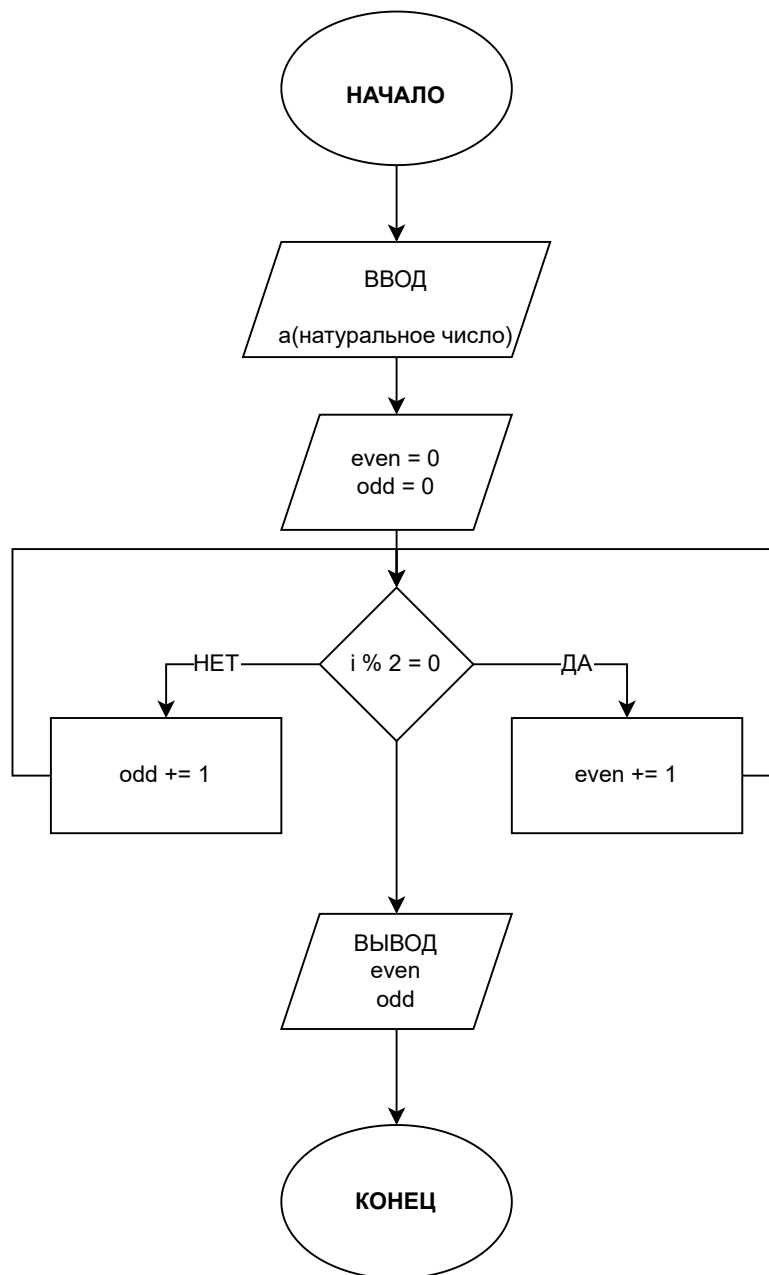 НАЧАЛО
ВВОД
a(натуральное число)
even = 0
odd = 0
НЕТ
i % 2 = 0
ДА
odd += 1
even += 1
ВЫВОД
even
odd
КОНЕЦ